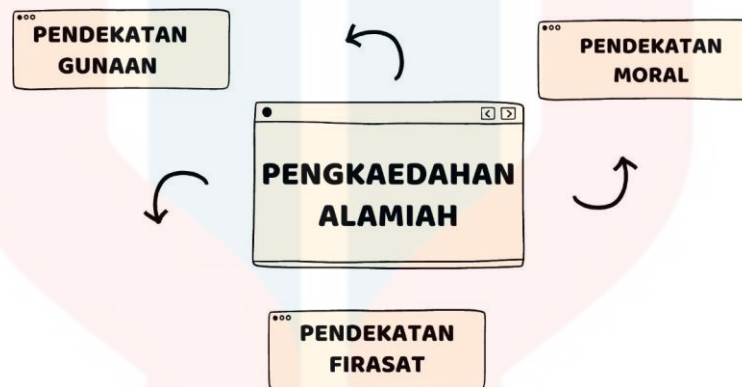 PENDEKATAN
GUNAAN
PENDEKATAN
MORAL
PENGKAEDAHAN
ALAMIAH
PENDEKATAN
FIRASAT